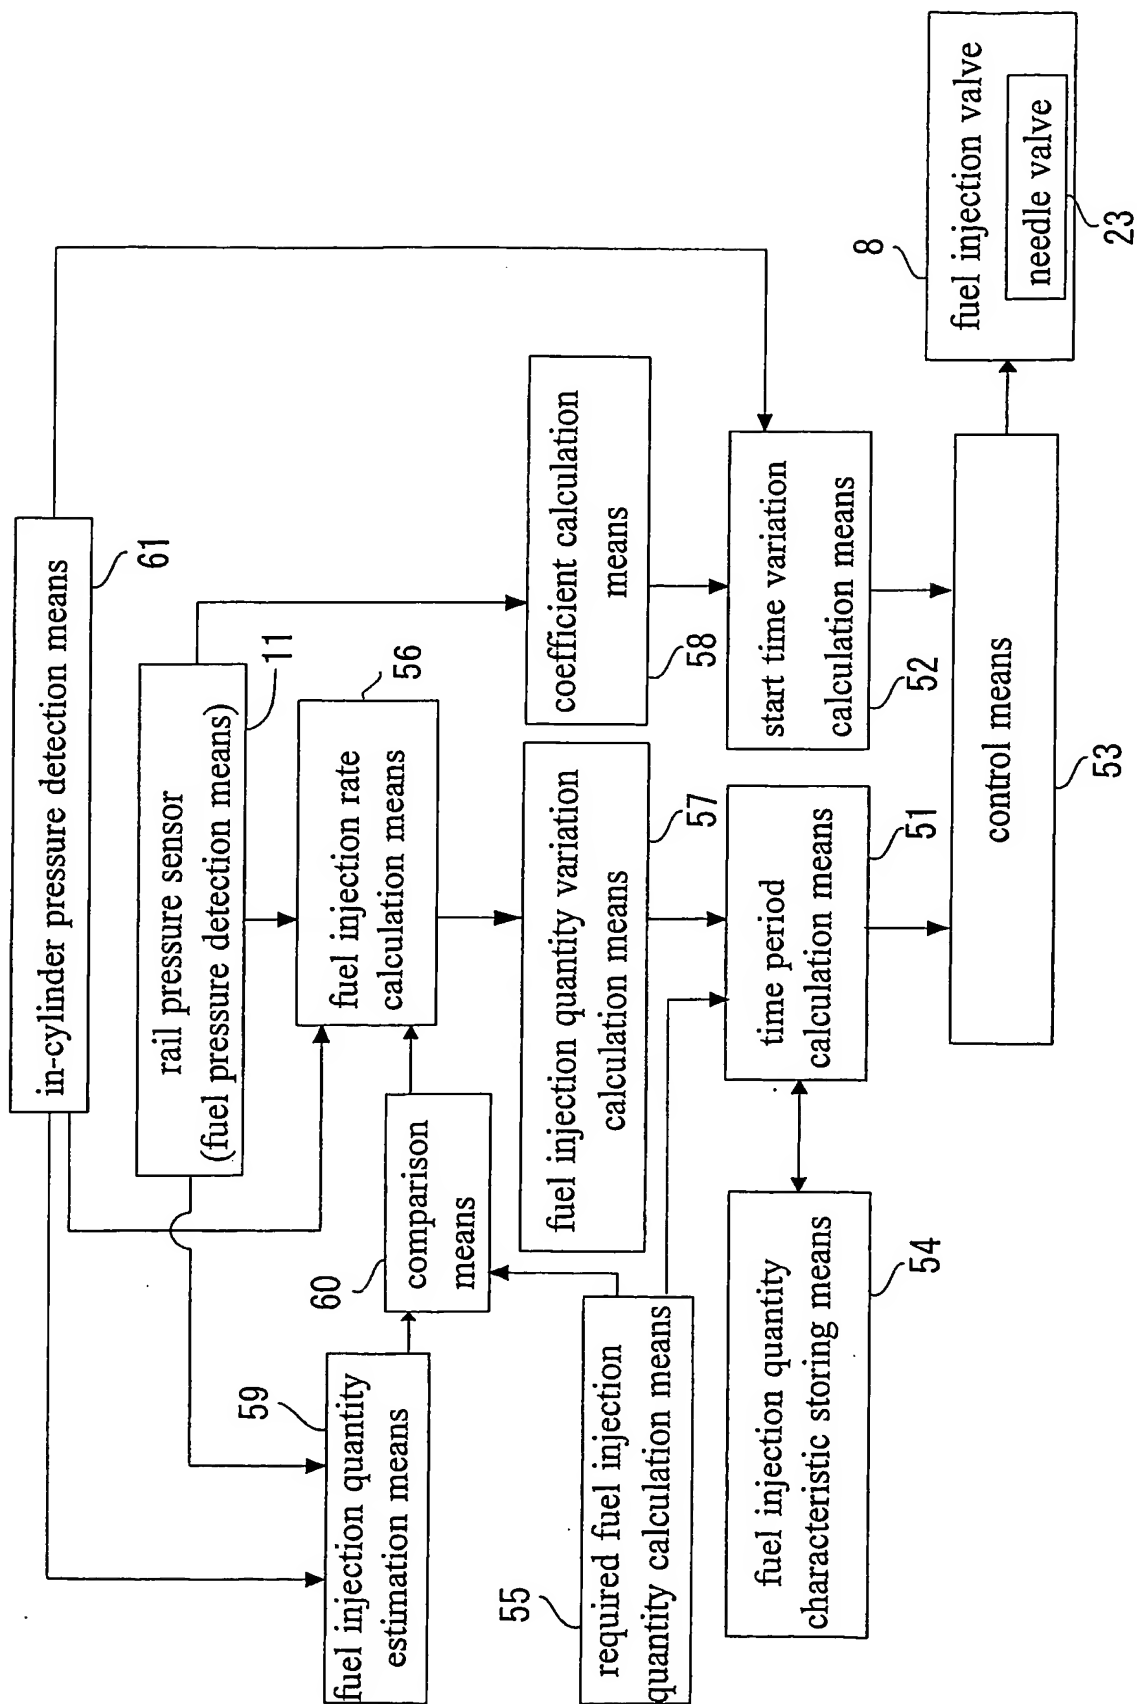 in-cylinder pressure detection means
61
rail pressure sensor
(fuel pressure detection means)
11
59
fuel injection quantity
estimation means
60
comparison
means
fuel injection rate
calculation means
56
55
required fuel injection
quantity calculation means
fuel injection quantity variation
calculation means
57
coefficient calculation
means
58
fuel injection quantity
characteristic storing means
54
time period
calculation means
51
start time variation
calculation means
52
control means
53
8
fuel injection valve
needle valve
23